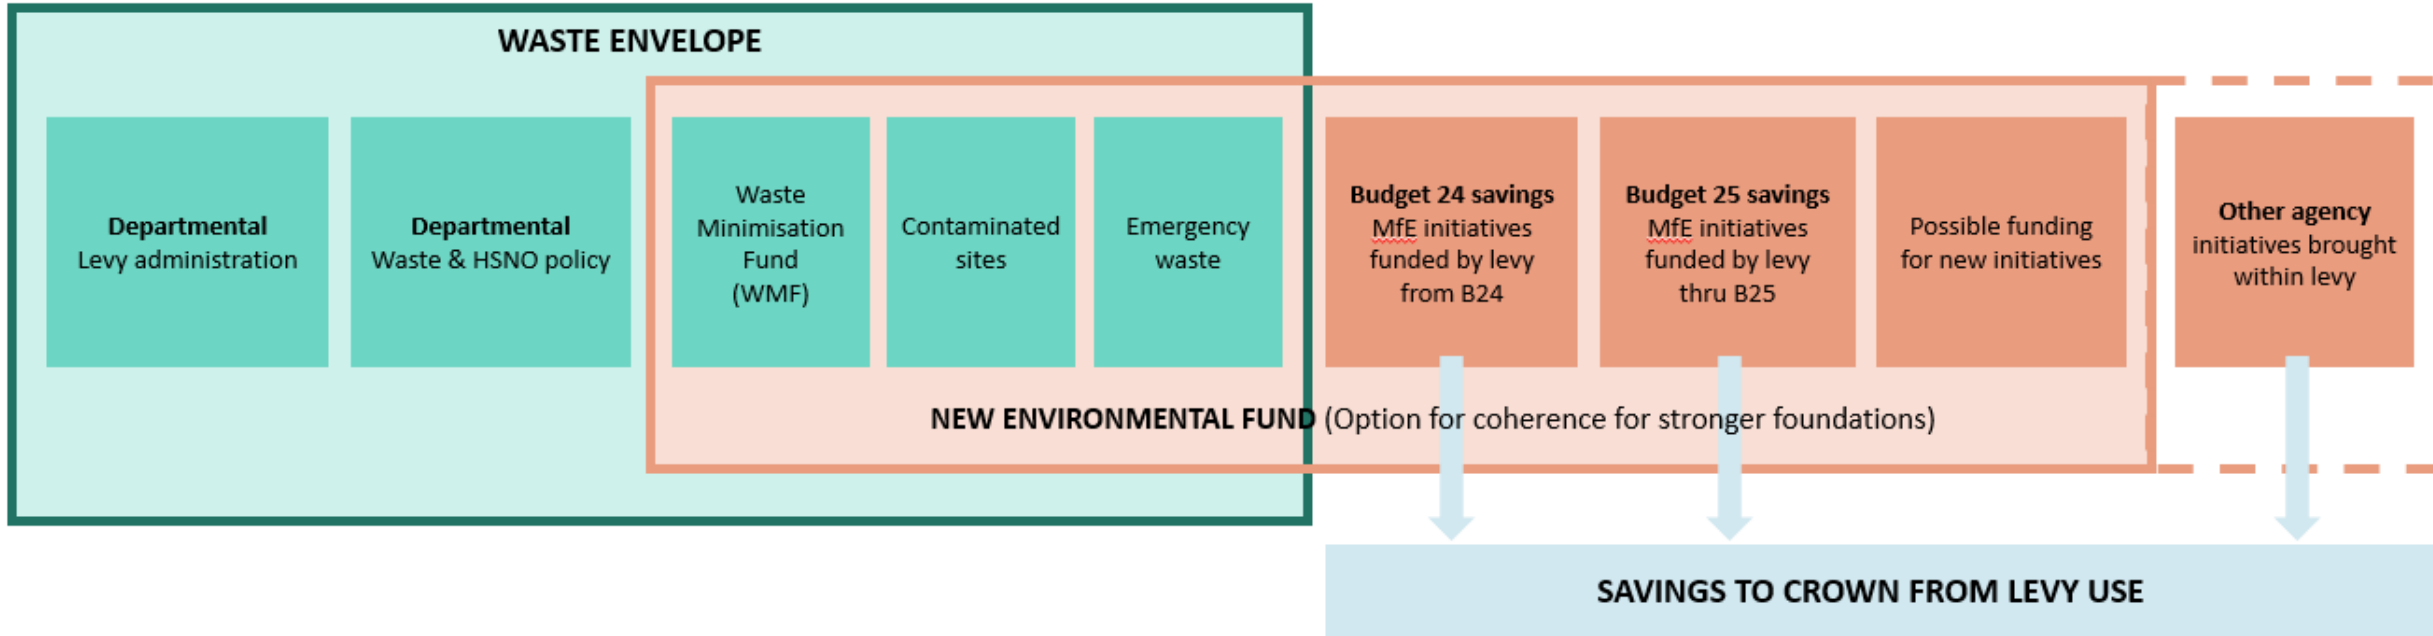 WASTE ENVELOPE
Departmental
Levy administration
Departmental
Waste & HSNO policy
Waste
Minimisation
Fund
(WMF)
Contaminated
sites
Emergency
waste
Budget 24 savings
MfE initiatives
funded by levy
from B24
Budget 25 savings
MfE initiatives
funded by levy
thru B25
Possible funding
for new initiatives
Other agency
initiatives brought
within levy
NEW ENVIRONMENTAL FUND (Option for coherence for stronger foundations)
SAVINGS TO CROWN FROM LEVY USE